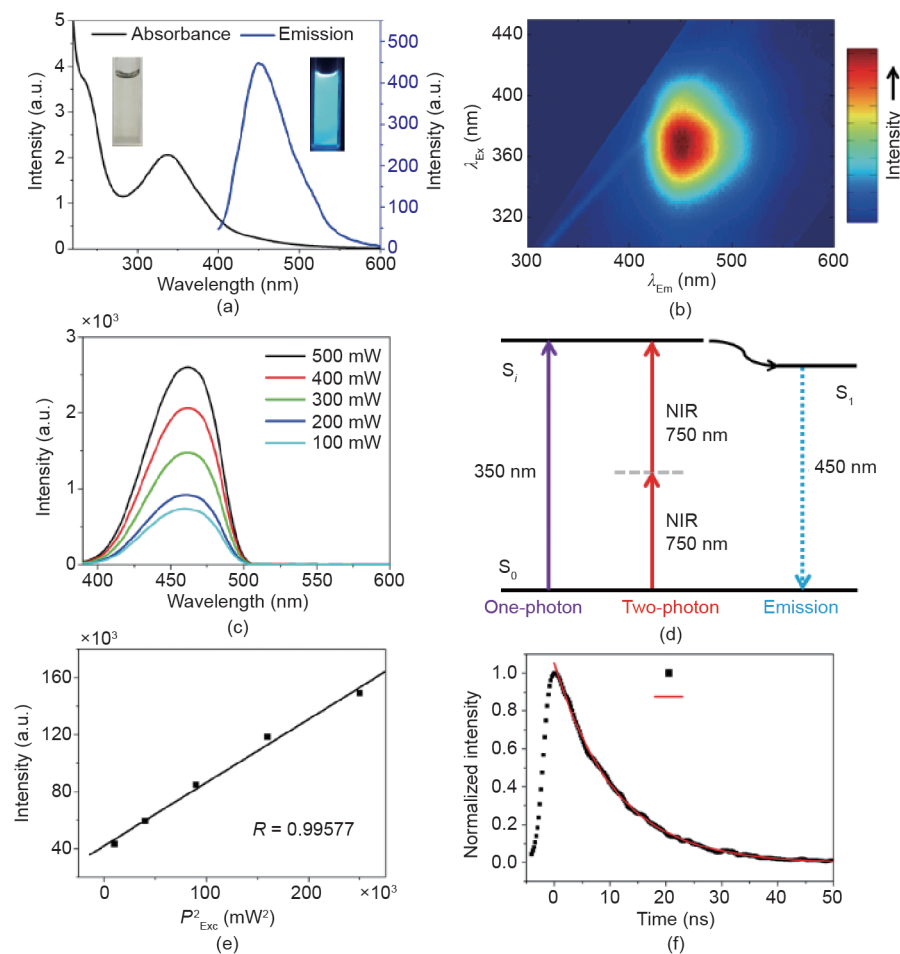 Absorbance
Emission
Intensity (a.u.)
5
4
3
2
1
0
500
400
300
200
100
50
0
Intensity (a.u.)
300
400
500
600
Wavelength (nm)
(a)
λEx (nm)
450
400
360
320
300
400
500
600
λEm (nm)
Intensity
(b)
×10³
Intensity (a.u.)
3
2
1
0
500 mW
400 mW
300 mW
200 mW
100 mW
400
450
500
550
600
Wavelength (nm)
(c)
Si
S1
NIR
750 nm
350 nm
450 nm
NIR
750 nm
S0
One-photon
Two-photon
Emission
(d)
×10³
Intensity (a.u.)
160
120
80
40
R = 0.99577
0
100
200
×10³
P²Exc (mW²)
(e)
Normalized intensity
1.0
0.8
0.6
0.4
0.2
0.0
0
10
20
30
40
50
Time (ns)
(f)